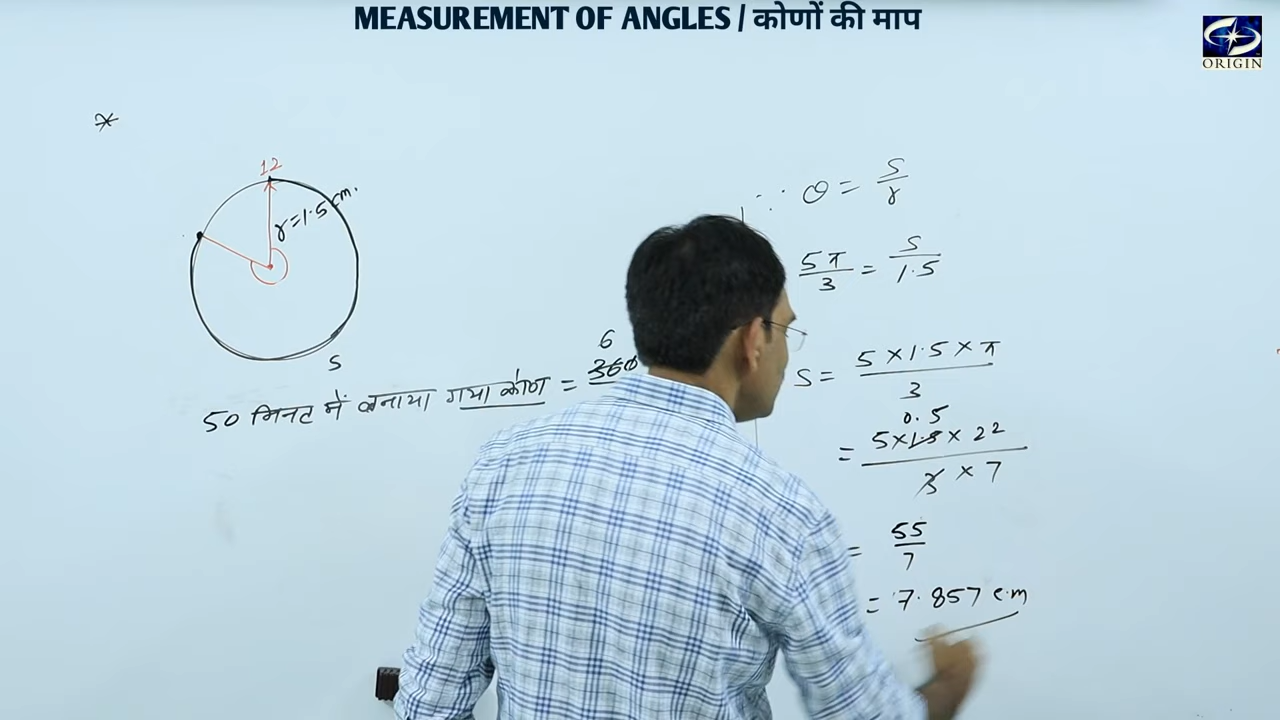 MEASUREMENT OF ANGLES / कोणों की माप
ORIGIN
*
12
r=1.5 cm.
S
50 मिनट में बनाया गया कोण = 360
6
∵ θ = S/r
5π/3 = S/1.5
S = 5×1.5×π/3
0.5
= 5×1.5×22/3×7
= 55/7
= 7.857 c.m